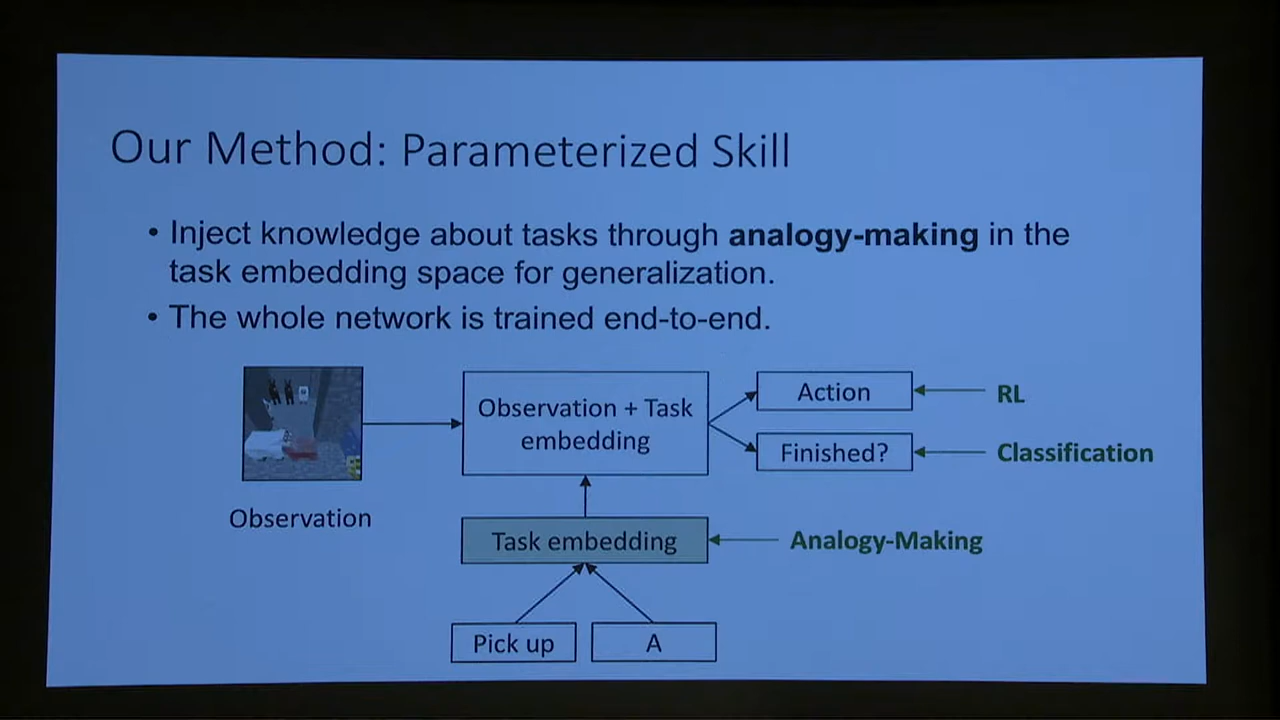 Our Method: Parameterized Skill
• Inject knowledge about tasks through analogy-making in the
task embedding space for generalization.
• The whole network is trained end-to-end.
Observation
Observation + Task
embedding
Action
RL
Finished?
Classification
Task embedding
Analogy-Making
Pick up
A